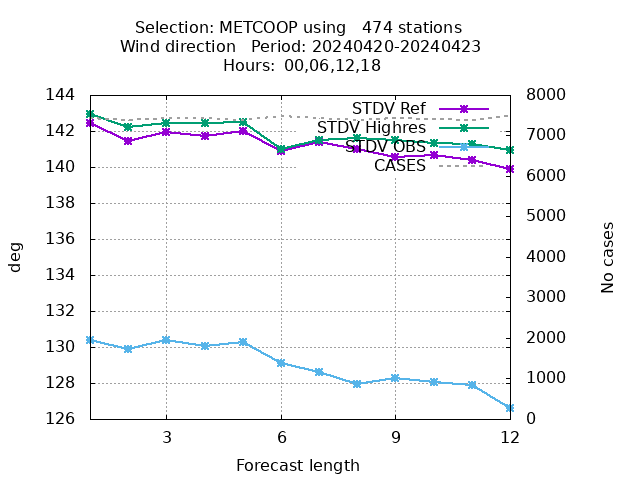 Selection: METCOOP using   474 stations
Wind direction   Period: 20240420-20240423
Hours: 00,06,12,18
144
142
140
138
136
134
132
130
128
126
8000
7000
6000
5000
4000
3000
2000
1000
0
STDV Ref
STDV Highres
STDV OBS
CASES
deg
No cases
3
6
9
12
Forecast length